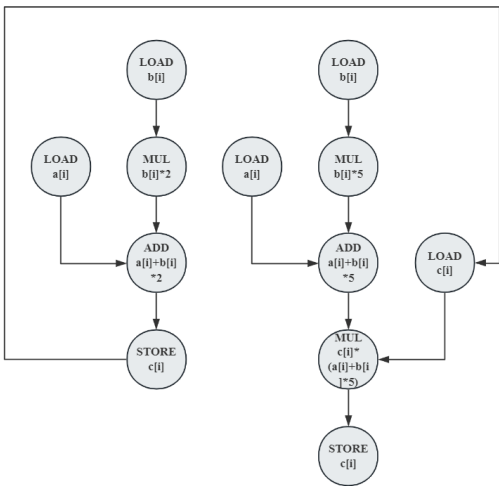 LOAD
b[i]
LOAD
b[i]
LOAD
a[i]
MUL
b[i]*2
LOAD
a[i]
MUL
b[i]*5
ADD
a[i]+b[i]
*2
ADD
a[i]+b[i]
*5
LOAD
c[i]
STORE
c[i]
MUL
c[i]*
(a[i]+b[i
]*5)
STORE
c[i]